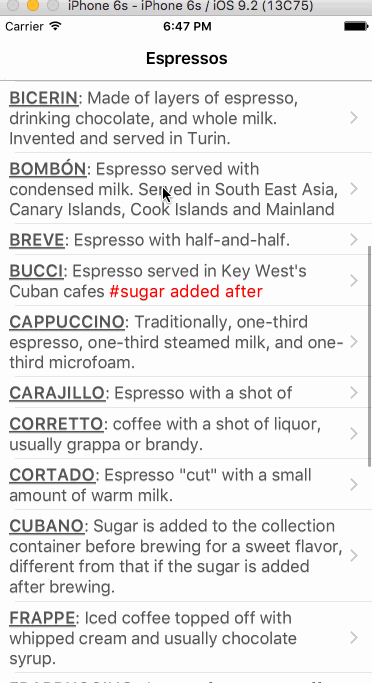 iPhone 6s - iPhone 6s / iOS 9.2 (13C75)
Carrier 6:47 PM
Espressos
BICERIN: Made of layers of espresso,
drinking chocolate, and whole milk.
Invented and served in Turin.
BOMBÓN: Espresso served with
condensed milk. Served in South East Asia,
Canary Islands, Cook Islands and Mainland
BREVE: Espresso with half-and-half.
BUCCI: Espresso served in Key West's
Cuban cafes #sugar added after
CAPPUCCINO: Traditionally, one-third
espresso, one-third steamed milk, and one-
third microfoam.
CARAJILLO: Espresso with a shot of
CORRETTO: coffee with a shot of liquor,
usually grappa or brandy.
CORTADO: Espresso "cut" with a small
amount of warm milk.
CUBANO: Sugar is added to the collection
container before brewing for a sweet flavor,
different from that if the sugar is added
after brewing.
FRAPPE: Iced coffee topped off with
whipped cream and usually chocolate
syrup.